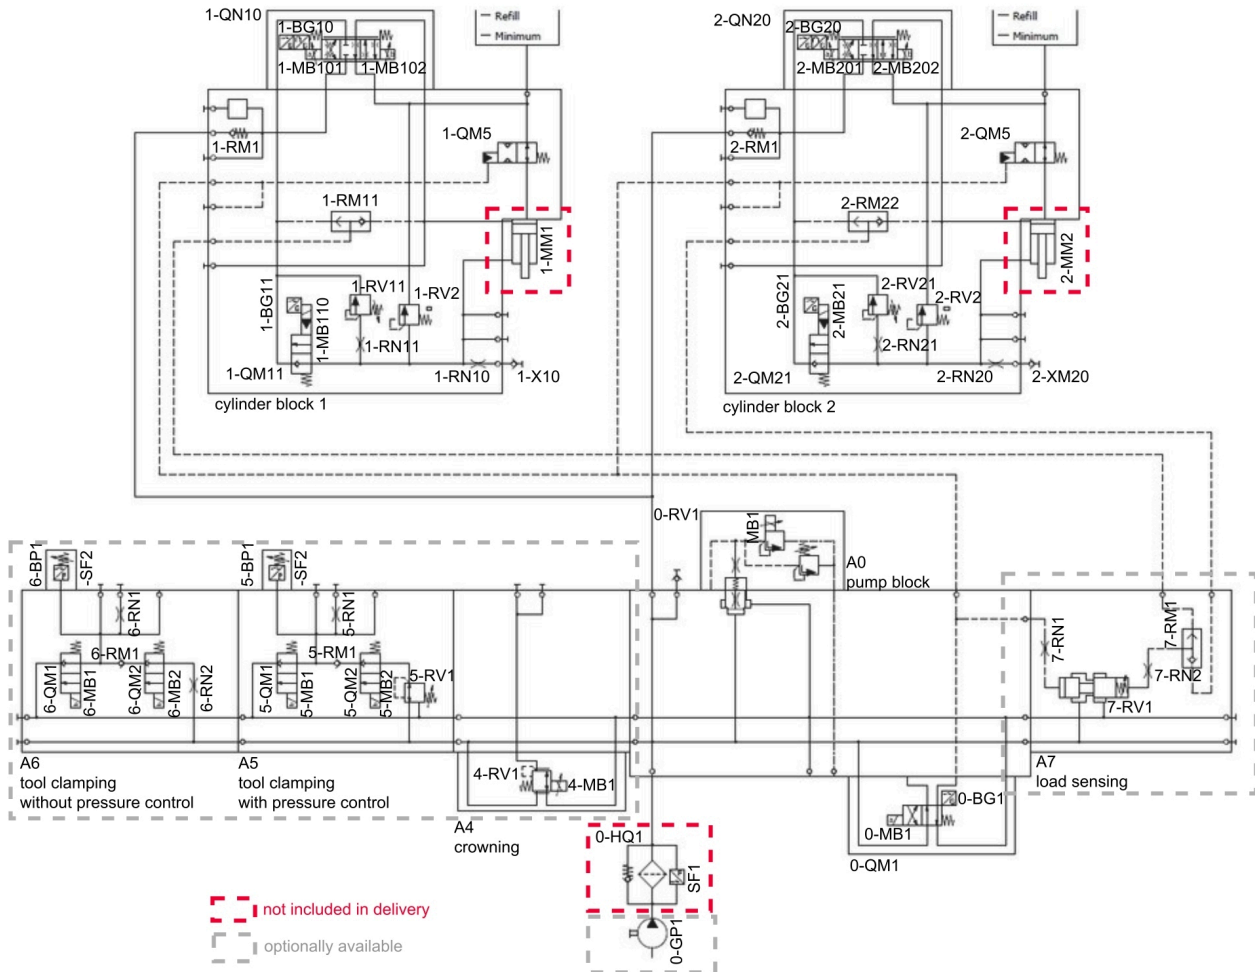 1-QN10
1-BG10
1-MB101
1-MB102
Refill
Minimum
2-QN20
2-BG20
2-MB201
2-MB202
Refill
Minimum
1-RM1
1-QM5
1-RM11
1-MM1
1-BG11
1-MB110
1-RV11
1-RV2
1-RN11
1-QM11
1-RN10
1-X10
cylinder block 1
2-RM1
2-QM5
2-RM22
2-MM2
2-BG21
2-MB21
2-RV21
2-RV2
2-RN21
2-QM21
2-RN20
2-XM20
cylinder block 2
0-RV1
MB1
A0
pump block
6-BP1
-SF2
6-RN1
6-RM1
6-QM1
6-MB1
6-QM2
6-MB2
6-RN2
5-BP1
-SF2
5-RN1
5-RM1
5-QM1
5-MB1
5-QM2
5-MB2
5-RV1
7-RN1
7-RM1
7-RN2
7-RV1
A6
tool clamping
without pressure control
A5
tool clamping
with pressure control
4-RV1
4-MB1
A4
crowning
A7
load sensing
0-BG1
0-MB1
0-QM1
0-HQ1
SF1
0-GP1
not included in delivery
optionally available